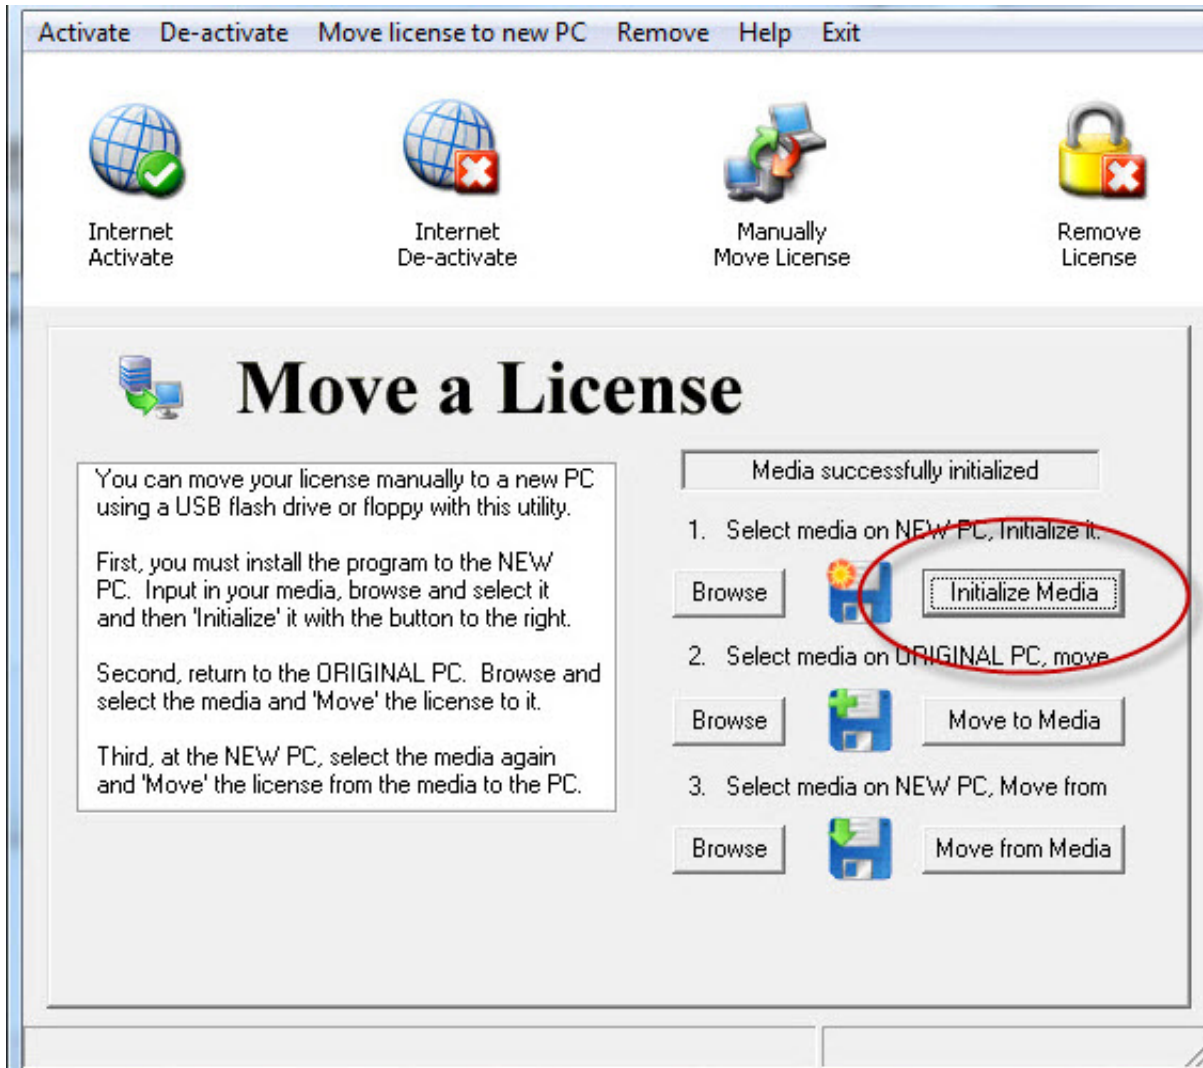 Activate De-activate Move license to new PC Remove Help Exit
Internet
Activate
Internet
De-activate
Manually
Move License
Remove
License
Move a License
You can move your license manually to a new PC
using a USB flash drive or floppy with this utility.
First, you must install the program to the NEW
PC. Input in your media, browse and select it
and then 'Initialize' it with the button to the right.
Second, return to the ORIGINAL PC. Browse and
select the media and 'Move' the license to it.
Third, at the NEW PC, select the media again
and 'Move' the license from the media to the PC.
Media successfully initialized
1. Select media on NEW PC, Initialize it.
Browse Initialize Media
2. Select media on ORIGINAL PC, move
Browse Move to Media
3. Select media on NEW PC, Move from
Browse Move from Media